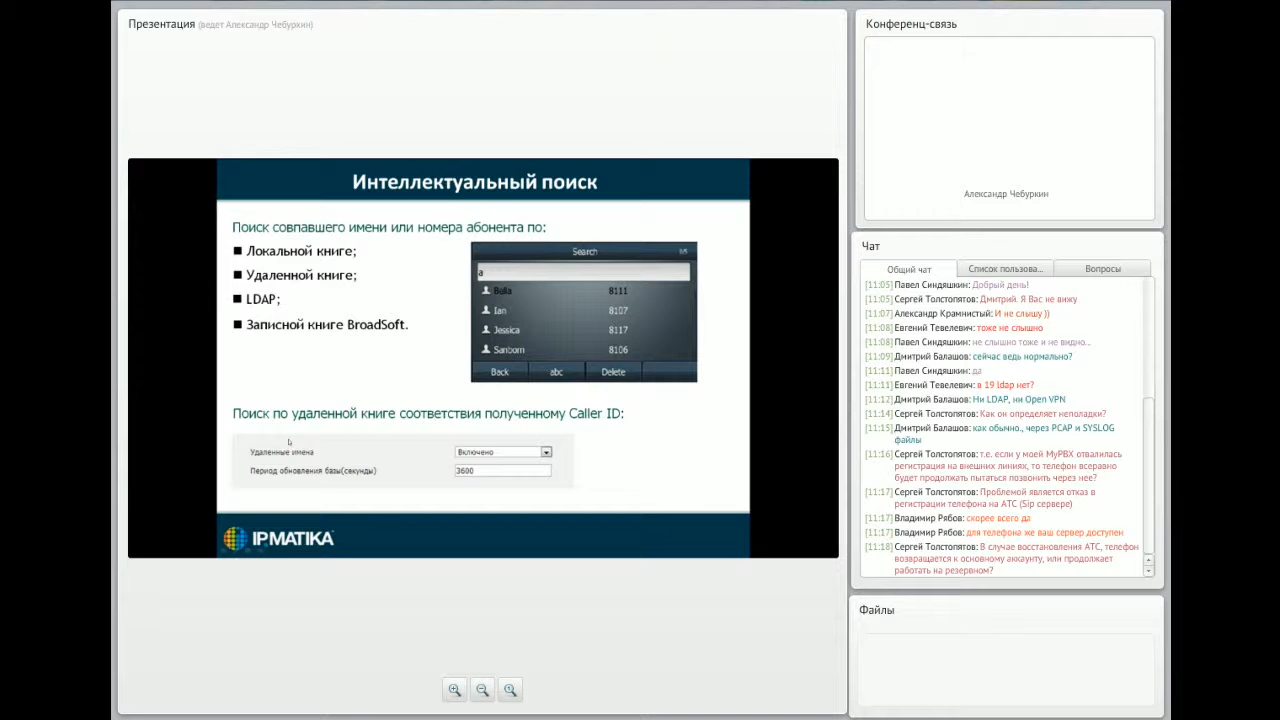 Презентация (ведет Александр Чебуркин)
Интеллектуальный поиск
Поиск совпавшего имени или номера абонента по:
Локальной книге;
Удаленной книге;
LDAP;
Записной книге BroadSoft.
Search
a
Balla 8111
Ian 8107
Jessica 8117
Sanborn 8106
Back abc Delete
Поиск по удаленной книге соответствия полученному Caller ID:
Удаленные имена Включено
Период обновления базы(секунды) 3600
IPMATIKA
Конференц-связь
Александр Чебуркин
Чат
Общий чат Список пользова... Вопросы
[11:05] Павел Синдяшкин: Добрый день!
[11:05] Сергей Толстопятов: Дмитрий. Я Вас не вижу
[11:07] Александр Крамнистый: И не слышу ))
[11:08] Евгений Тевелевич: тоже не слышно
[11:08] Павел Синдяшкин: не слышно тоже и не видно...
[11:09] Дмитрий Балашов: сейчас ведь нормально?
[11:11] Павел Синдяшкин: да
[11:11] Евгений Тевелевич: в 19 ldap нет?
[11:12] Дмитрий Балашов: Ни LDAP, ни Open VPN
[11:14] Сергей Толстопятов: Как он определяет неполадки?
[11:15] Дмитрий Балашов: как обычно., через PCAP и SYSLOG
файлы
[11:16] Сергей Толстопятов: т.е. если у моей MyPBX отвалилась
регистрация на внешних линиях, то телефон всеравно
будет продолжать пытаться позвонить через нее?
[11:17] Сергей Толстопятов: Проблемой является отказ в
регистрации телефона на АТС (Sip сервере)
[11:17] Владимир Рябов: скорее всего да
[11:17] Владимир Рябов: для телефона же ваш сервер доступен
[11:18] Сергей Толстопятов: В случае восстановления АТС, телефон
возвращается к основному аккаунту, или продолжает
работать на резервном?
Файлы